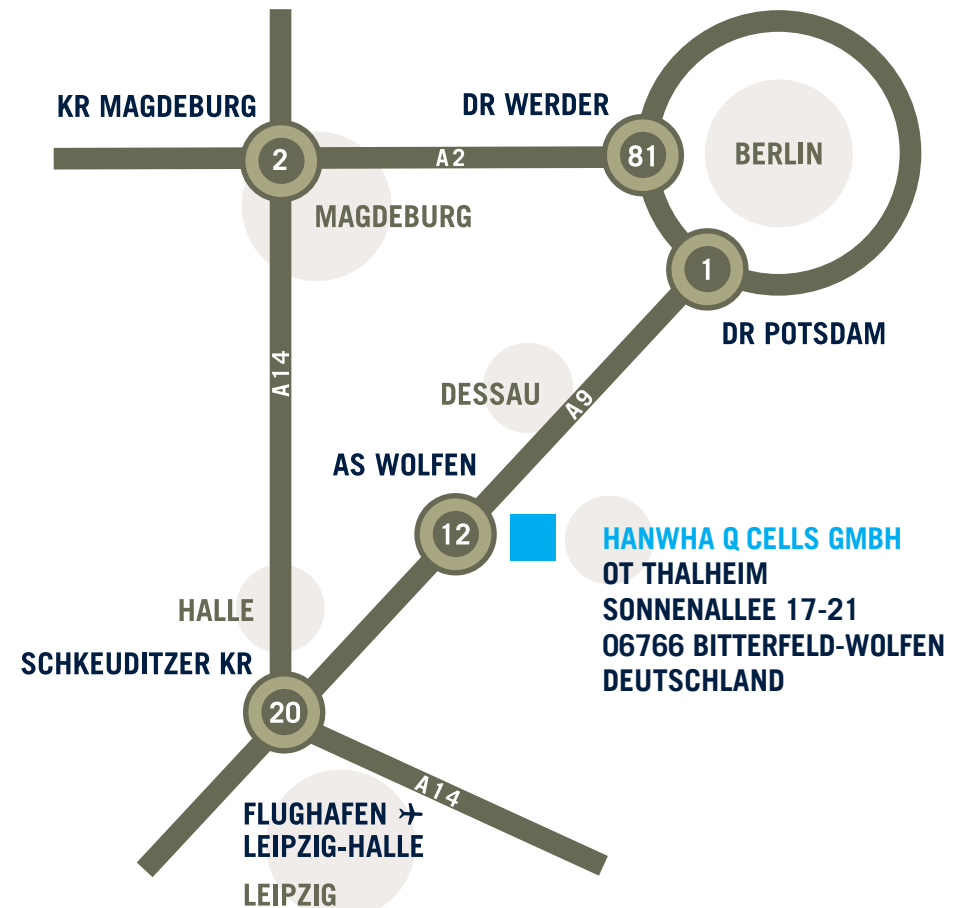 KR MAGDEBURG
DR WERDER
2
A2
81
BERLIN
MAGDEBURG
1
DR POTSDAM
A14
DESSAU
A9
AS WOLFEN
12
HANWHA Q CELLS GMBH
OT THALHEIM
SONNENALLEE 17-21
06766 BITTERFELD-WOLFEN
DEUTSCHLAND
HALLE
SCHKEUDITZER KR
20
A14
FLUGHAFEN ✈
LEIPZIG-HALLE
LEIPZIG